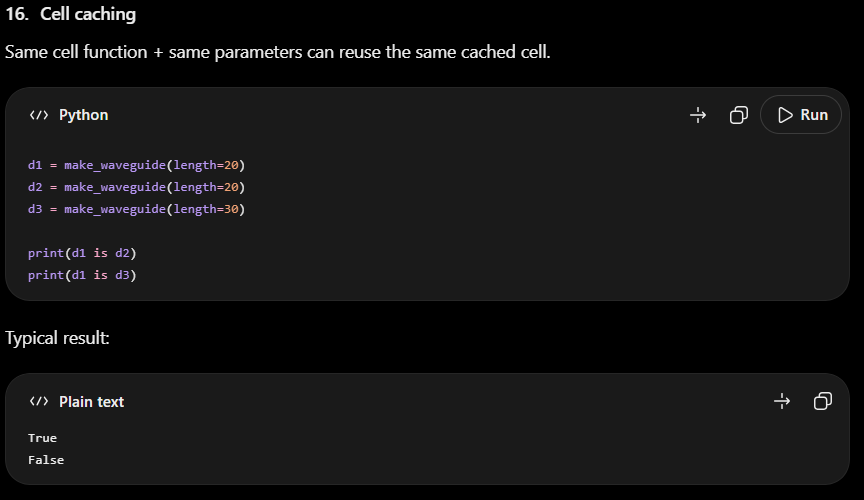 16. Cell caching
Same cell function + same parameters can reuse the same cached cell.
</> Python
Run
d1 = make_waveguide(length=20)
d2 = make_waveguide(length=20)
d3 = make_waveguide(length=30)
print(d1 is d2)
print(d1 is d3)
Typical result:
</> Plain text
True
False